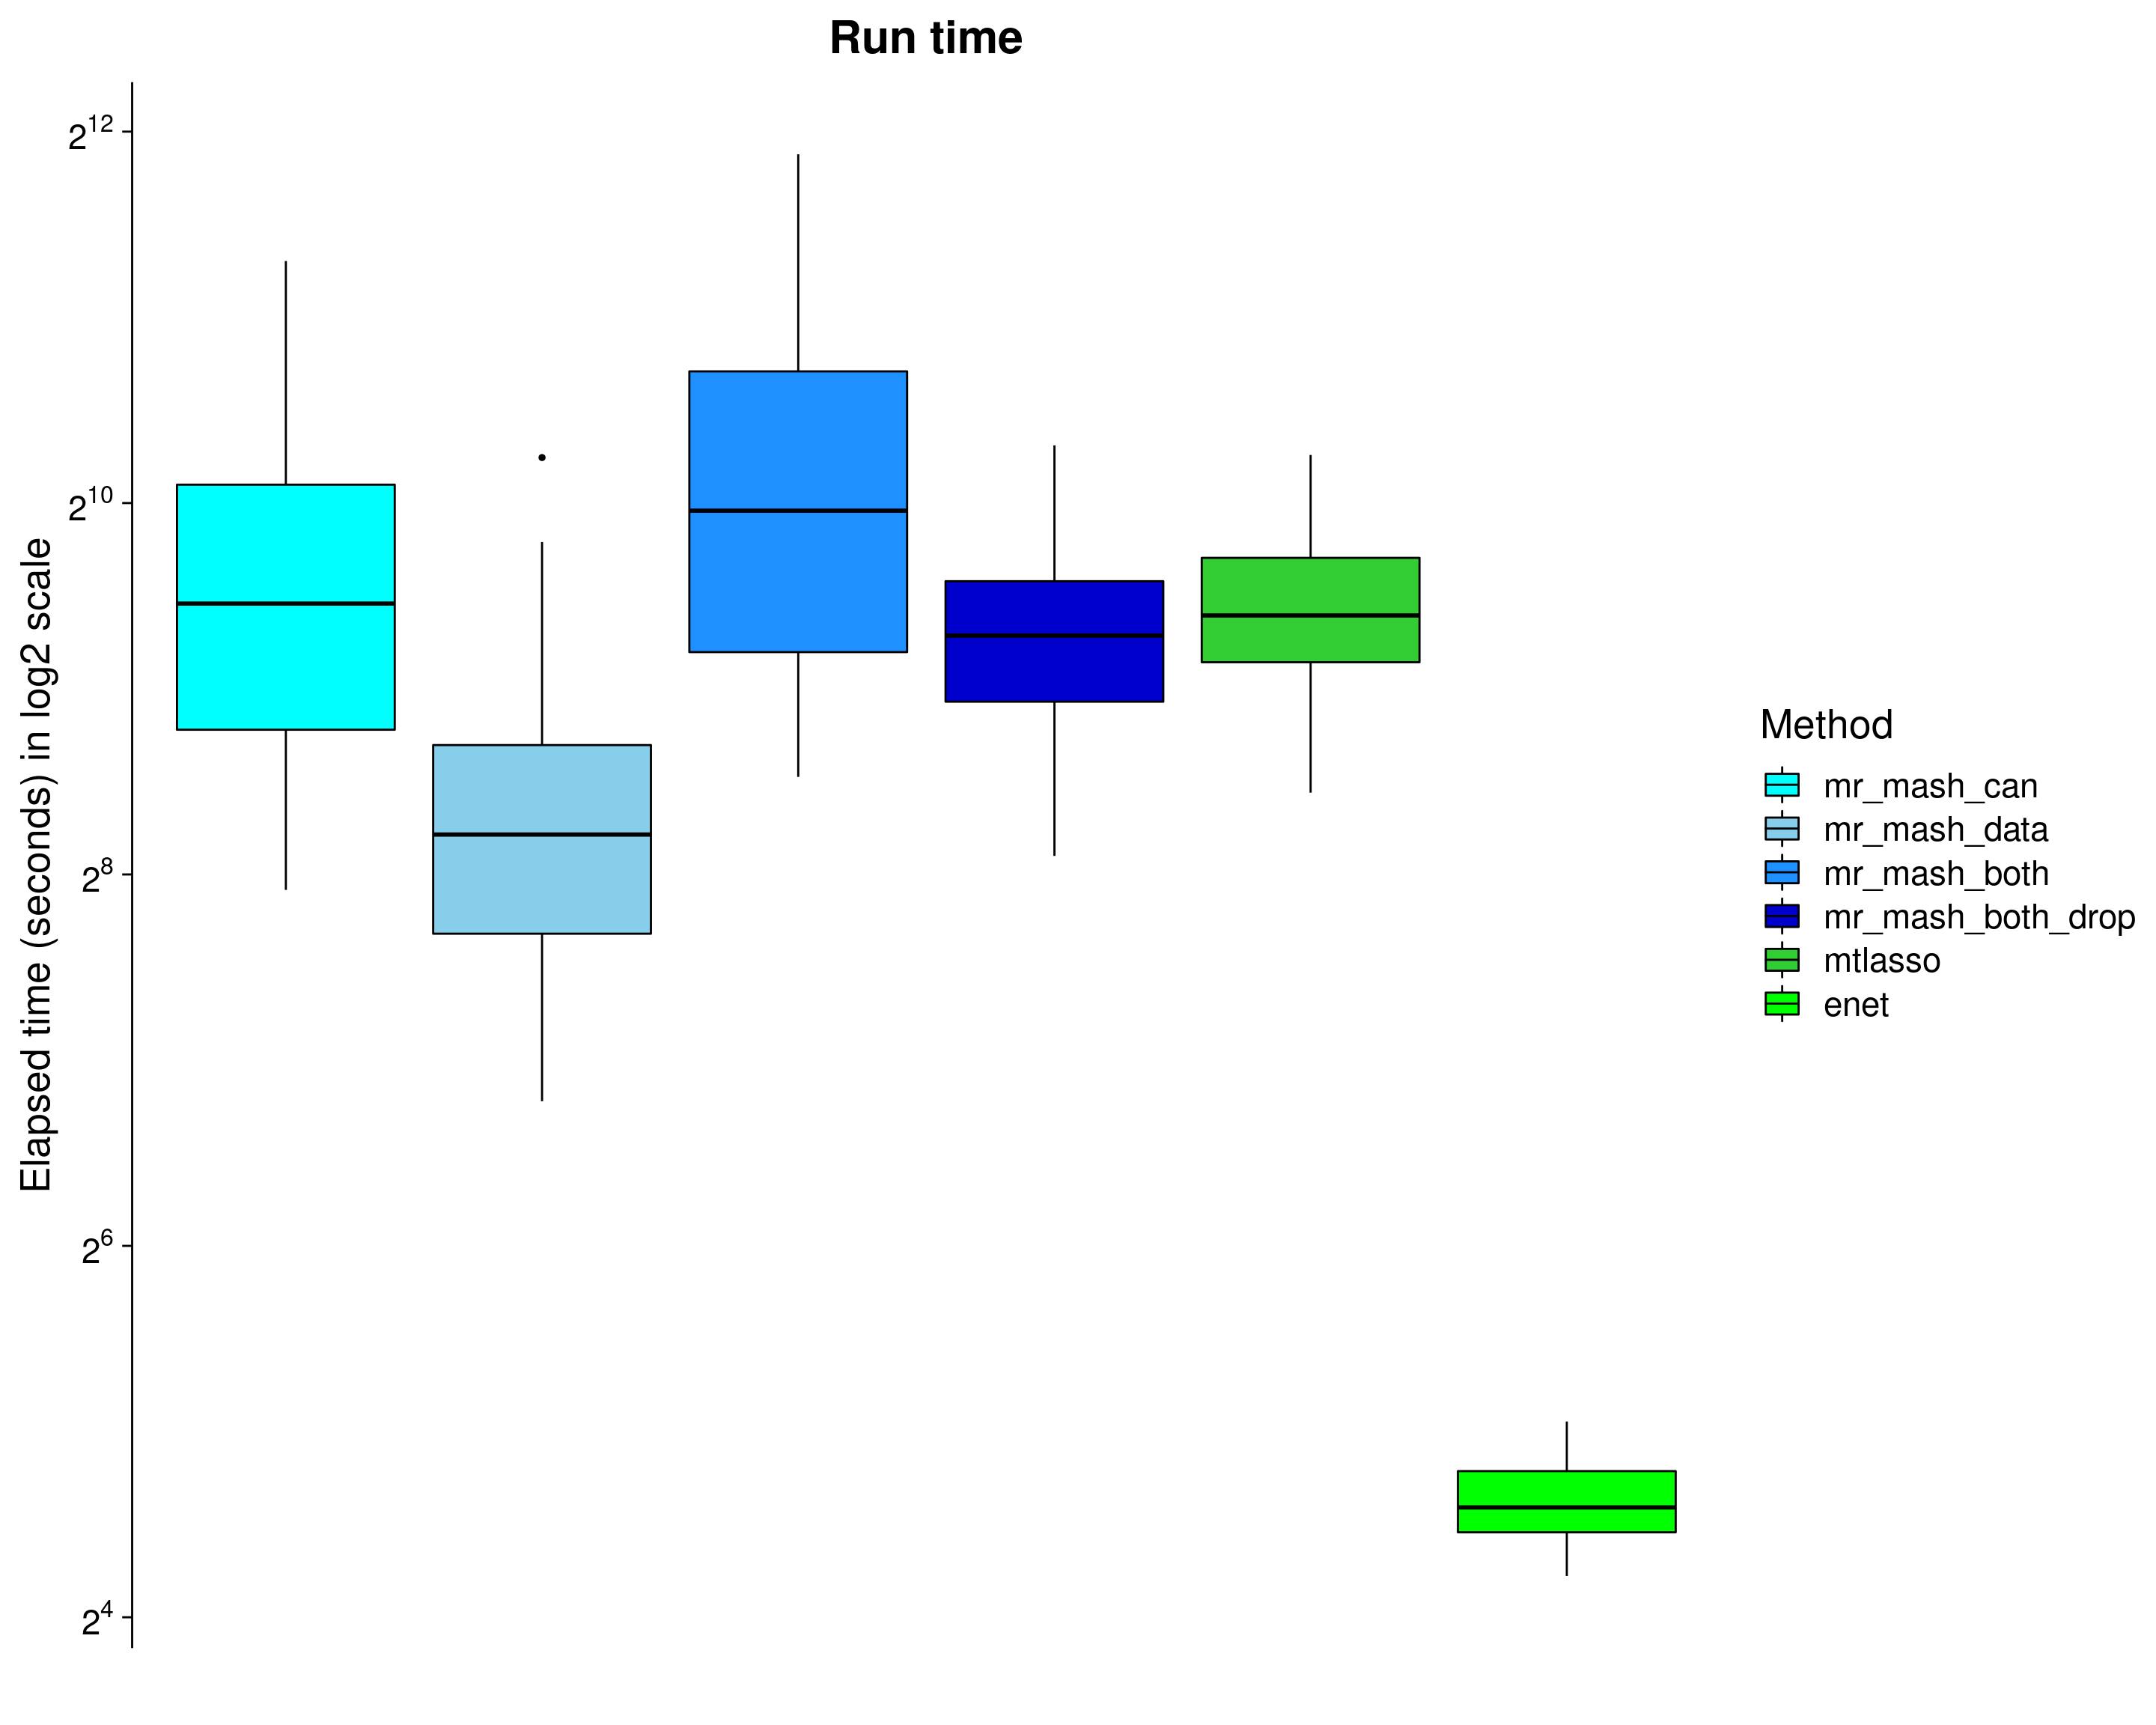 Run time
Elapsed time (seconds) in log2 scale
2^12
2^10
2^8
2^6
2^4
Method
mr_mash_can
mr_mash_data
mr_mash_both
mr_mash_both_drop
mtlasso
enet